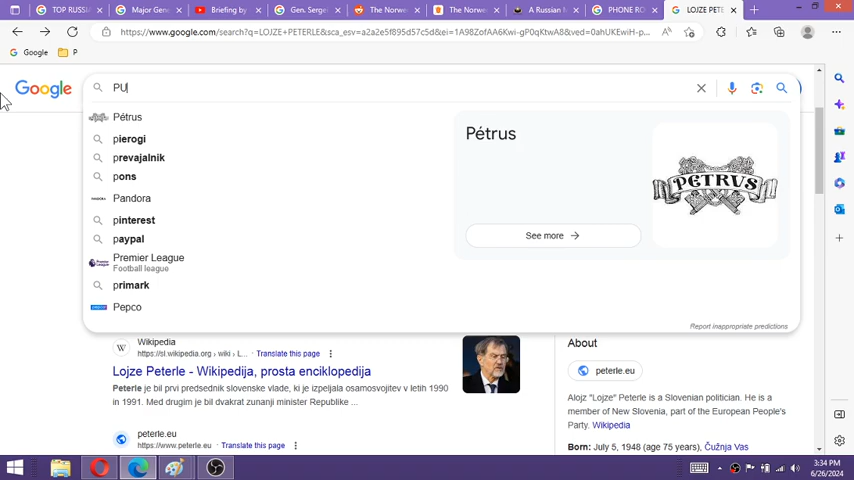 TOP RUSSIA
Major Gene
Briefing by
Gen. Serge
The Norwe
The Norwe
A Russian M
PHONE RO
LOJZE PETE
https://www.google.com/search?q=LOJZE+PETERLE&sca_esv=a2a2e5f895d57c5d&ei=1A98ZofAA6Kwi-gP0qKtwA8&ved=0ahUKEwiH-p...
Google
P
Google
PU
Pétrus
pierogi
prevajalnik
pons
Pandora
pinterest
paypal
Premier League
Football league
primark
Pepco
Pétrus
PETRVS
See more →
Report inappropriate predictions
Wikipedia
https://sl.wikipedia.org › wiki › L... · Translate this page
Lojze Peterle - Wikipedija, prosta enciklopedija
Peterle je bil prvi predsednik slovenske vlade, ki je izpeljala osamosvojitev v letih 1990
in 1991. Med drugim je bil dvakrat zunanji minister Republike ...
peterle.eu
https://www.peterle.eu · Translate this page
About
peterle.eu
Alojz "Lojze" Peterle is a Slovenian politician. He is a
member of New Slovenia, part of the European People's
Party. Wikipedia
Born: July 5, 1948 (age 75 years), Čužnja Vas
3:34 PM
6/26/2024